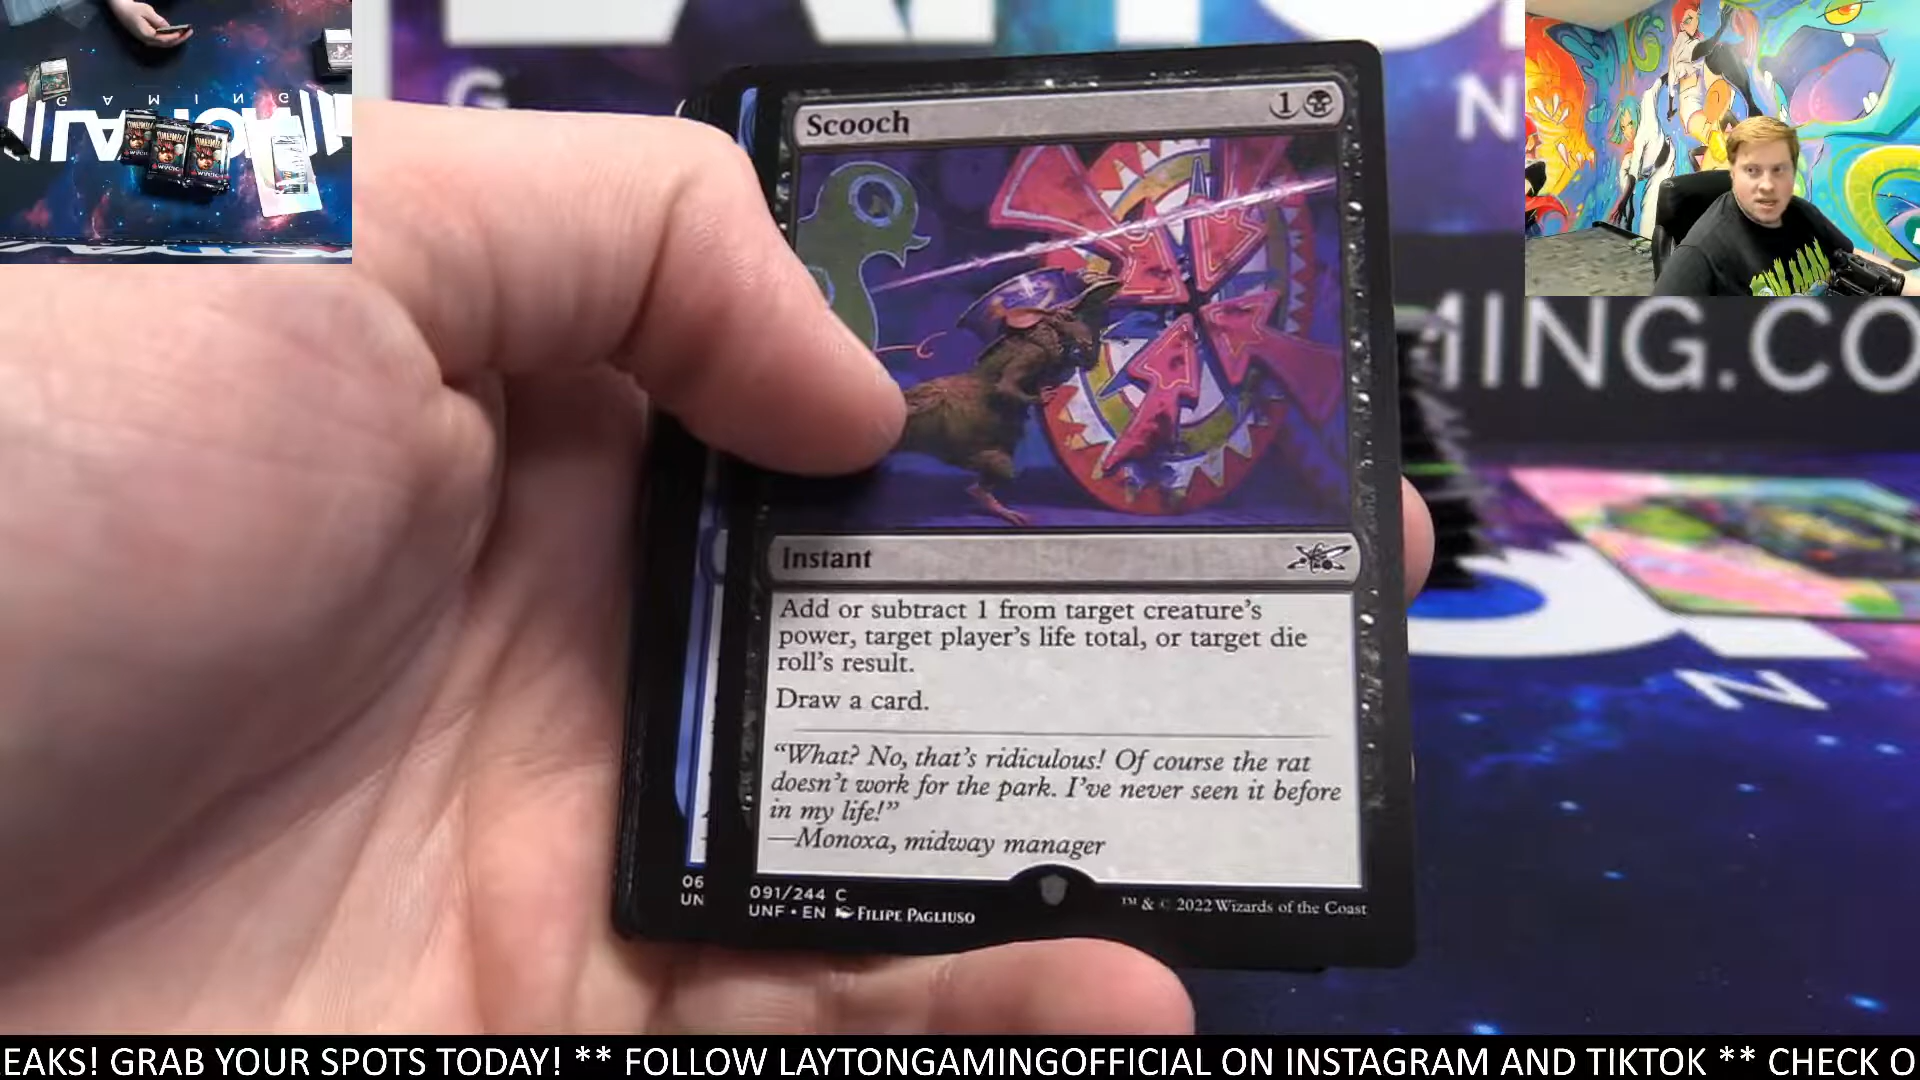 Scooch
1
Instant
Add or subtract 1 from target creature's
power, target player's life total, or target die
roll's result.
Draw a card.
"What? No, that's ridiculous! Of course the rat
doesn't work for the park. I've never seen it before
in my life!"
—Monoxa, midway manager
091/244 C
UNF • EN FILIPE PAGLIUSO
™ & © 2022 Wizards of the Coast
06
UN
G
N
MING.CO
N
GAMING
EAKS! GRAB YOUR SPOTS TODAY! ** FOLLOW LAYTONGAMINGOFFICIAL ON INSTAGRAM AND TIKTOK ** CHECK O